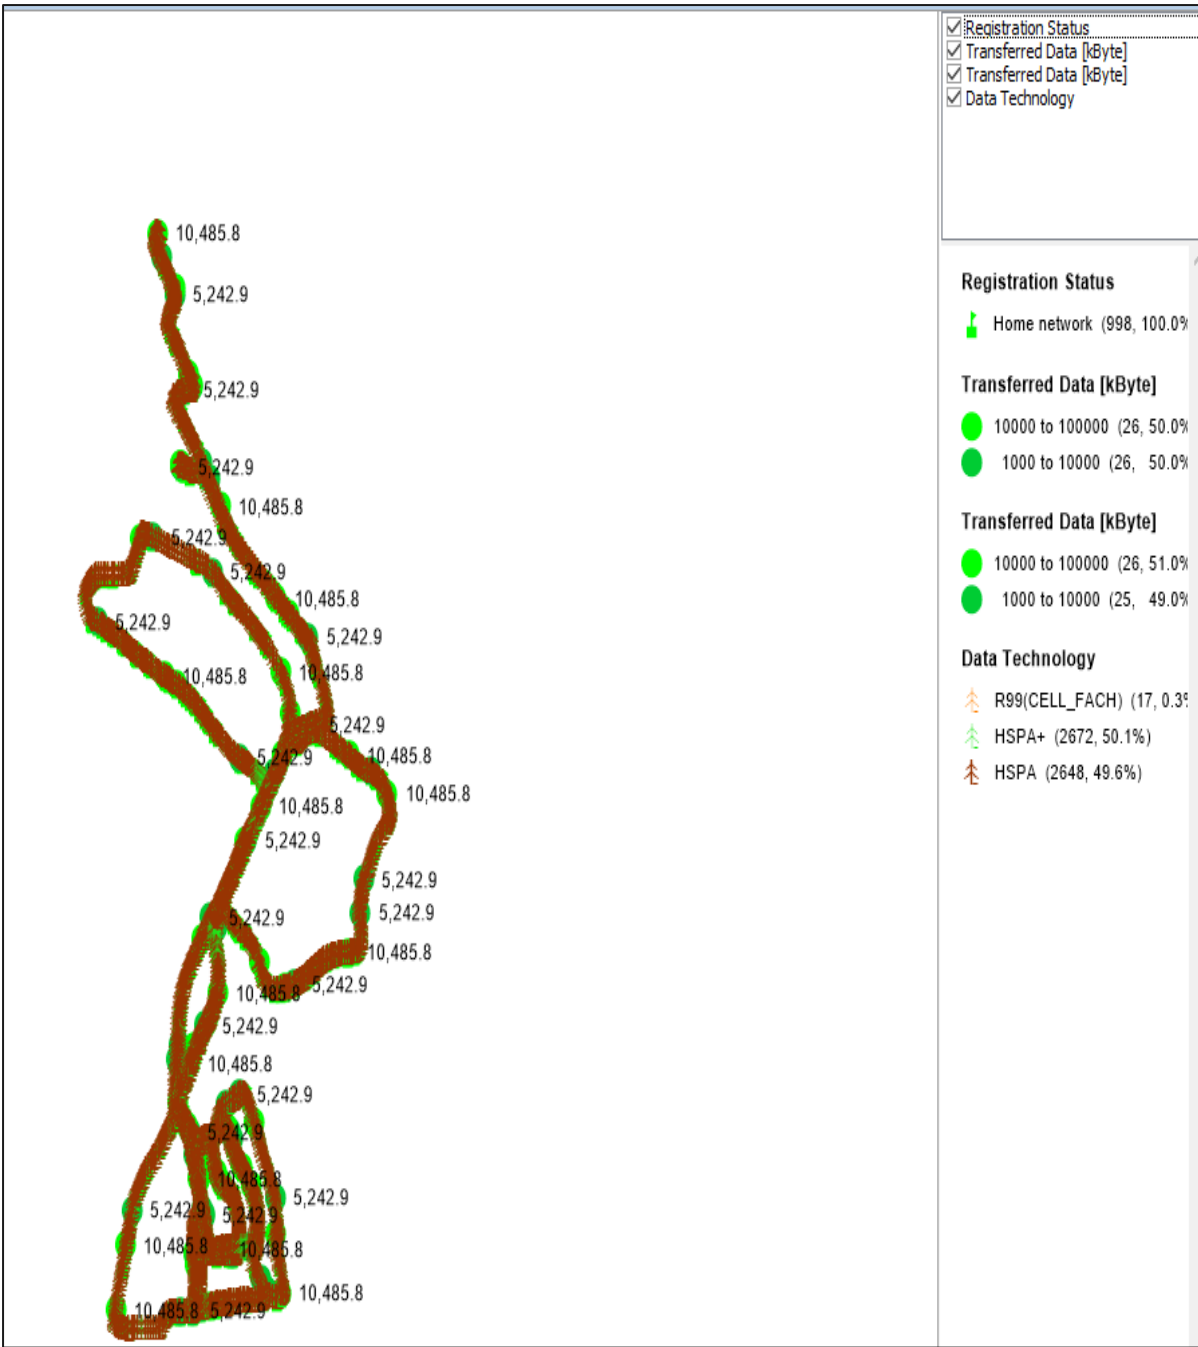 Registration Status
Transferred Data [kByte]
Transferred Data [kByte]
Data Technology
10,485.8
5,242.9
5,242.9
5,242.9
10,485.8
5,242.9
5,242.9
10,485.8
5,242.9
5,242.9
10,485.8
10,485.8
5,242.9
10,485.8
5,242.9
10,485.8
10,485.8
5,242.9
5,242.9
5,242.9
5,242.9
10,485.8
5,242.9
10,485.8
5,242.9
10,485.8
5,242.9
5,242.9
10,485.8
5,242.9
5,242.9
5,242.9
10,485.8
10,485.8
10,485.8
10,485.8
5,242.9
Registration Status
Home network (998, 100.0%
Transferred Data [kByte]
10000 to 100000 (26, 50.0%
1000 to 10000 (26, 50.0%
Transferred Data [kByte]
10000 to 100000 (26, 51.0%
1000 to 10000 (25, 49.0%
Data Technology
R99(CELL_FACH) (17, 0.3%
HSPA+ (2672, 50.1%)
HSPA (2648, 49.6%)